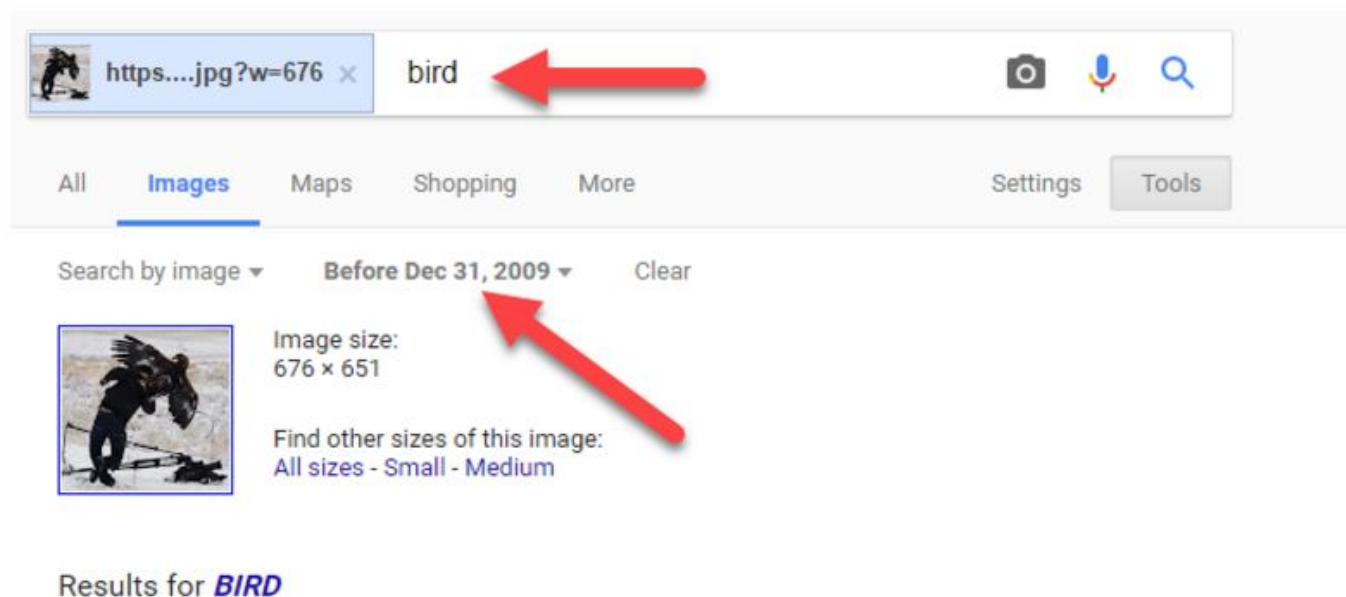 https....jpg?w=676 × bird
All Images Maps Shopping More Settings Tools
Search by image Before Dec 31, 2009 Clear
Image size:
676 × 651
Find other sizes of this image:
All sizes - Small - Medium
Results for BIRD